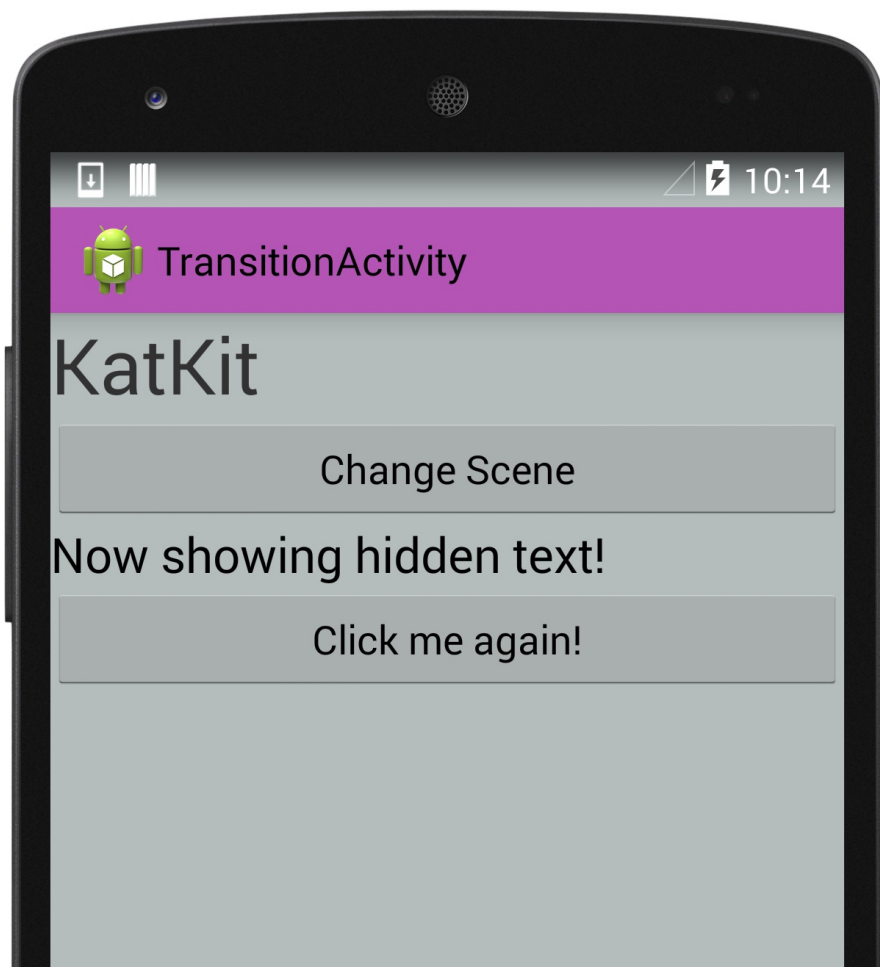 10:14
TransitionActivity
KatKit
Change Scene
Now showing hidden text!
Click me again!